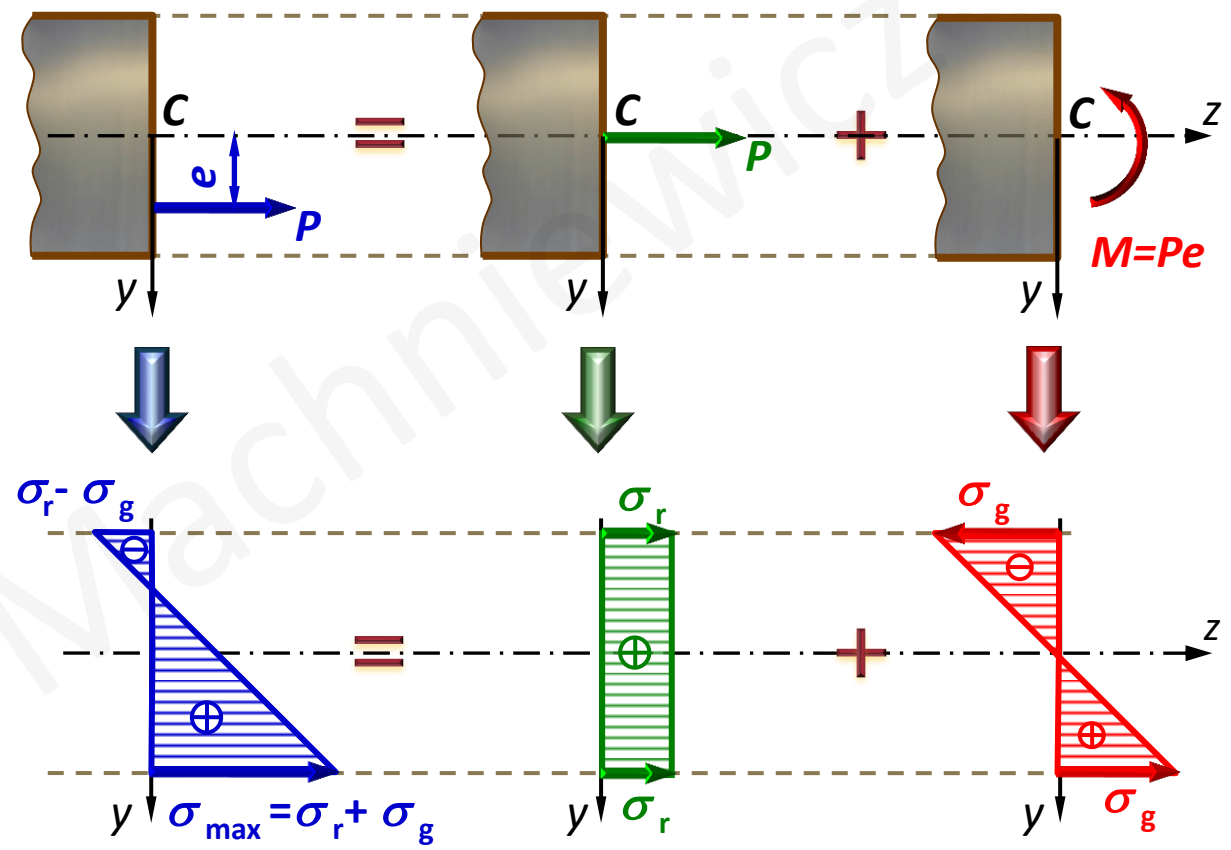 C C C z
e P P
M=Pe
y y y
σr - σg σr σg
⊖ ⊖
= ⊕ + z
⊕ ⊕
y σmax = σr + σg y σr y σg
Machniewicz